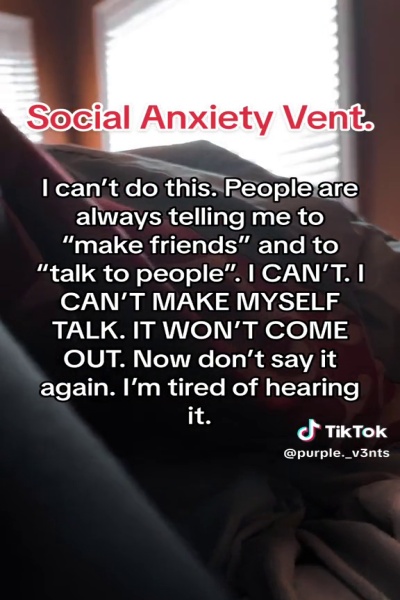 Social Anxiety Vent.
I can’t do this. People are
always telling me to
“make friends” and to
“talk to people”. I CAN’T. I
CAN’T MAKE MYSELF
TALK. IT WON’T COME
OUT. Now don’t say it
again. I’m tired of hearing
it.
TikTok
@purple._v3nts